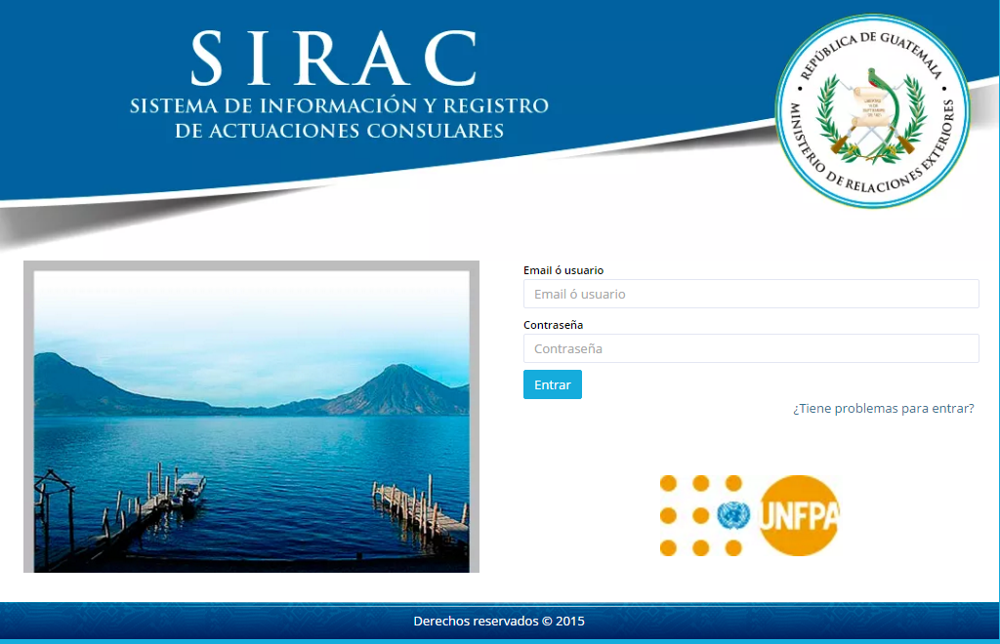 SIRAC
SISTEMA DE INFORMACIÓN Y REGISTRO
DE ACTUACIONES CONSULARES
REPÚBLICA DE GUATEMALA
MINISTERIO DE RELACIONES EXTERIORES
Email ó usuario
Email ó usuario
Contraseña
Contraseña
Entrar
¿Tiene problemas para entrar?
UNFPA
Derechos reservados © 2015